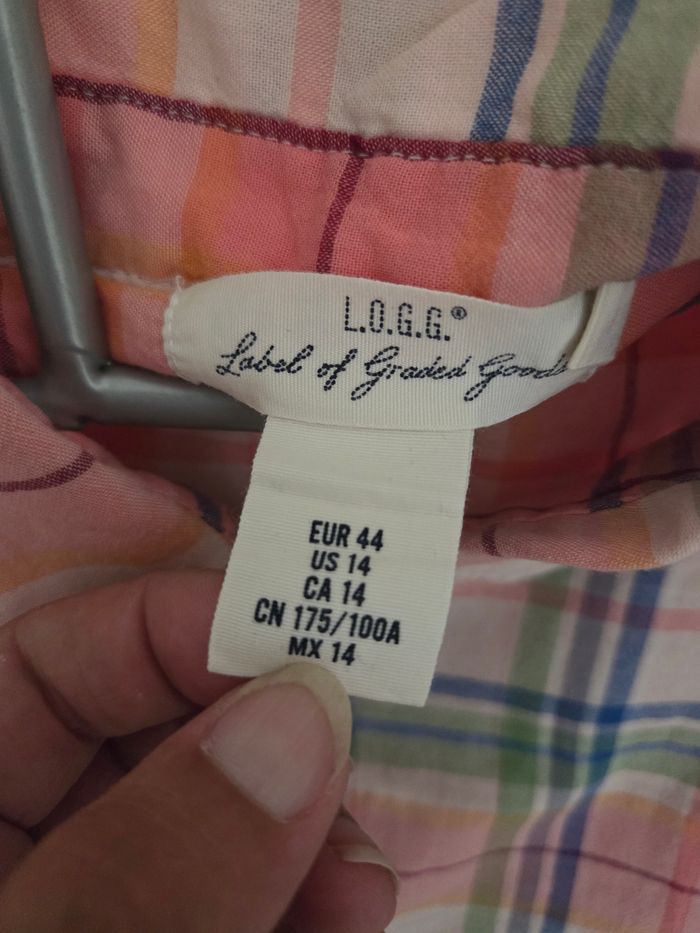 L.O.G.G.®
Label of Graded Goods
EUR 44
US 14
CA 14
CN 175/100A
MX 14